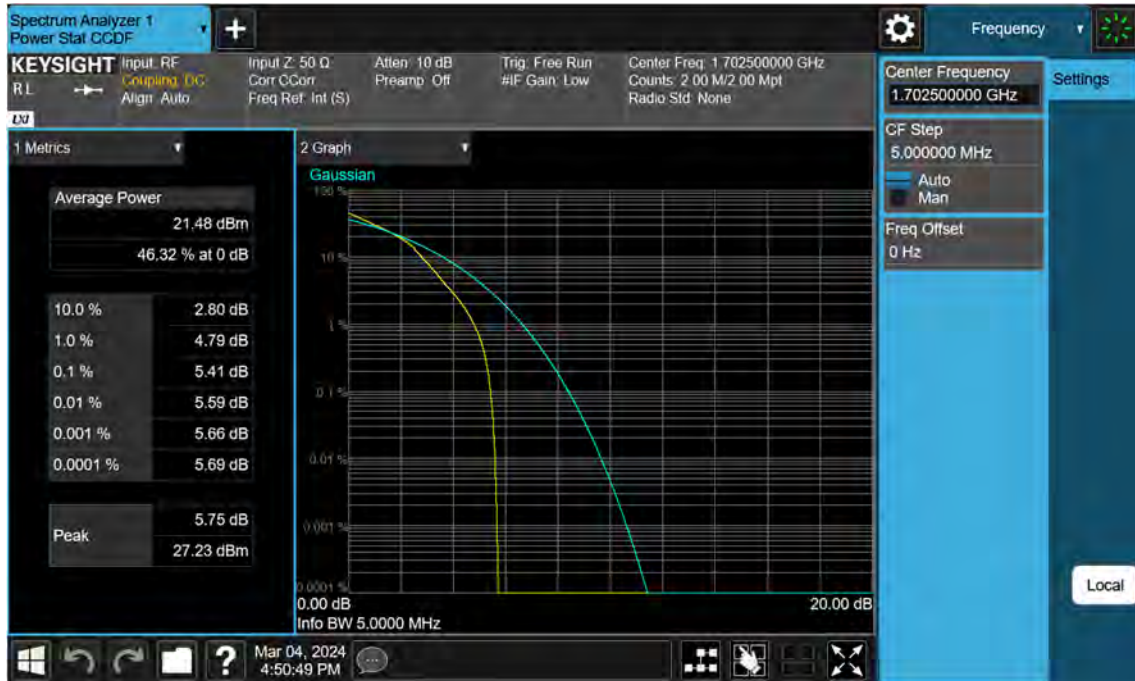 Spectrum Analyzer 1
Power Stat CCDF
Frequency
KEYSIGHT
RL
LXI
Input: RF
Coupling: DC
Align: Auto
Input Z: 50 Ω
Corr CCorr
Freq Ref: Int (S)
Atten: 10 dB
Preamp: Off
Trig: Free Run
#IF Gain: Low
Center Freq: 1.702500000 GHz
Counts: 2.00 M/2.00 Mpt
Radio Std: None
Center Frequency
1.702500000 GHz
Settings
CF Step
5.000000 MHz
Auto
Man
Freq Offset
0 Hz
1 Metrics
Average Power
21.48 dBm
46.32 % at 0 dB
10.0 % 2.80 dB
1.0 % 4.79 dB
0.1 % 5.41 dB
0.01 % 5.59 dB
0.001 % 5.66 dB
0.0001 % 5.69 dB
Peak
5.75 dB
27.23 dBm
2 Graph
Gaussian
100 %
10 %
1 %
0.1 %
0.01 %
0.001 %
0.0001 %
0.00 dB 20.00 dB
Info BW 5.0000 MHz
Local
?
Mar 04, 2024
4:50:49 PM